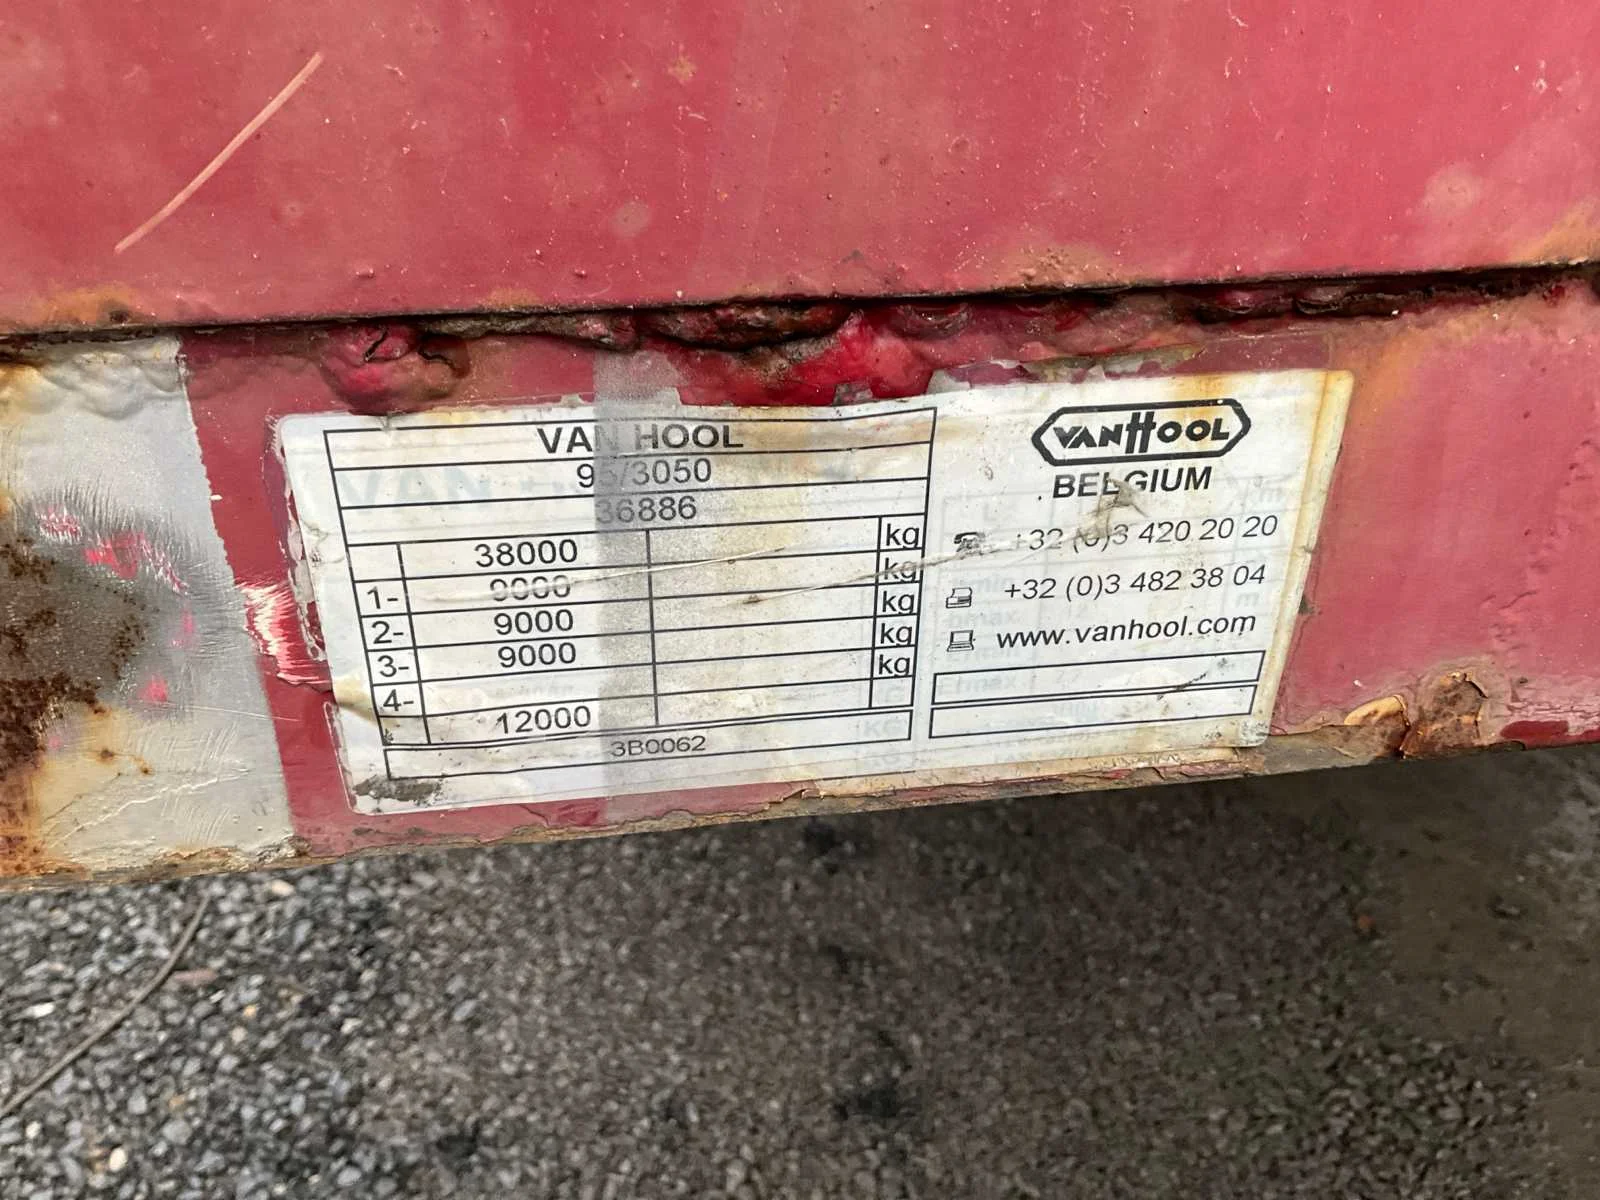 VAN HOOL
95/3050
36886
38000 kg
1- 9000 kg
2- 9000 kg
3- 9000 kg
4- kg
12000
3B0062
VANHOOL
BELGIUM
+32 (0)3 420 20 20
+32 (0)3 482 38 04
www.vanhool.com